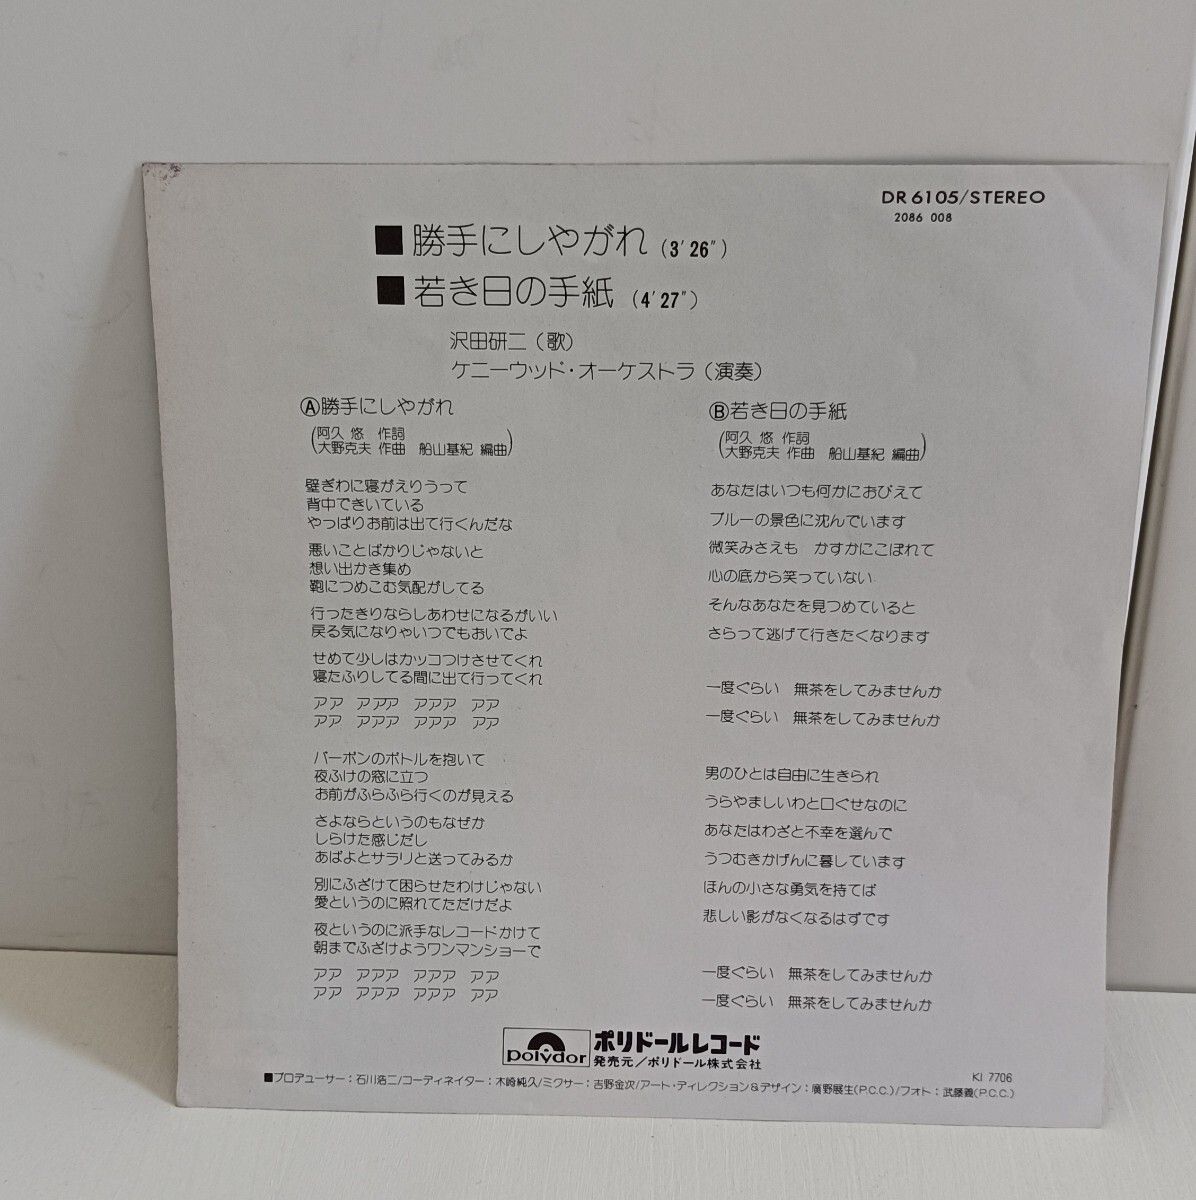 DR 6105/STEREO
2086 008
■ 勝手にしやがれ (3'26")
■ 若き日の手紙 (4'27")
沢田研二(歌)
ケニーウッド・オーケストラ(演奏)
Ⓐ勝手にしやがれ
(阿久 悠 作詞
大野克夫 作曲 船山基紀 編曲)
壁ぎわに寝がえりうって
背中できいている
やっぱりお前は出て行くんだな
悪いことばかりじゃないと
想い出かき集め
鞄につめこむ気配がしてる
行ったきりならしあわせになるがいい
戻る気になりゃいつでもおいでよ
せめて少しはカッコつけさせてくれ
寝たふりしてる間に出て行ってくれ
アア アアア アアア アア
アア アアア アアア アア
バーボンのボトルを抱いて
夜ふけの窓に立つ
お前がふらふら行くのが見える
さよならというのもなぜか
しらけた感じだし
あばよとサラリと送ってみるか
別にふざけて困らせたわけじゃない
愛というのに照れてただけだよ
夜というのに派手なレコードかけて
朝までふざけようワンマンショーで
アア アアア アアア アア
アア アアア アアア アア
Ⓑ若き日の手紙
(阿久 悠 作詞
大野克夫 作曲 船山基紀 編曲)
あなたはいつも何かにおびえて
ブルーの景色に沈んでいます
微笑みさえも かすかにこぼれて
心の底から笑っていない
そんなあなたを見つめていると
さらって逃げて行きたくなります
一度ぐらい 無茶をしてみませんか
一度ぐらい 無茶をしてみませんか
男のひとは自由に生きられ
うらやましいわと口ぐせなのに
あなたはわざと不幸を選んで
うつむきかげんに暮しています
ほんの小さな勇気を持てば
悲しい影がなくなるはずです
一度ぐらい 無茶をしてみませんか
一度ぐらい 無茶をしてみませんか
polydor ポリドールレコード
発売元/ポリドール株式会社
KI 7706
■プロデューサー:石川浩二/コーディネイター:木崎純久/ミクサー:吉野金次/アート・ディレクション&デザイン:廣野展生(P.C.C.)/フォト:武藤義(P.C.C.)